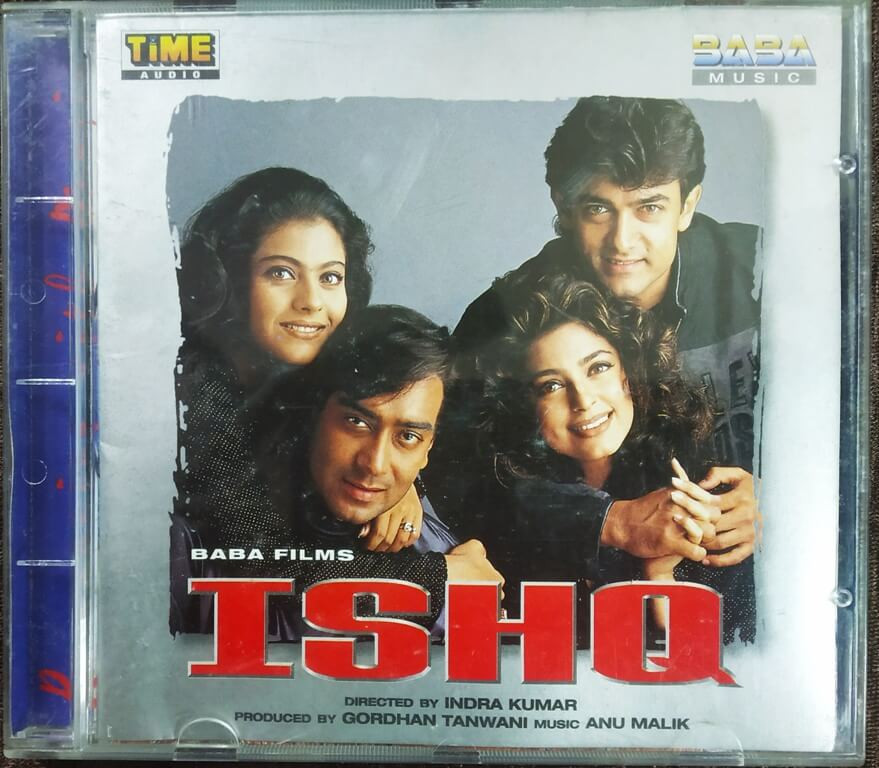 TiME
AUDIO
BABA
MUSIC
BABA FILMS
ISHQ
DIRECTED BY INDRA KUMAR
PRODUCED BY GORDHAN TANWANI MUSIC ANU MALIK